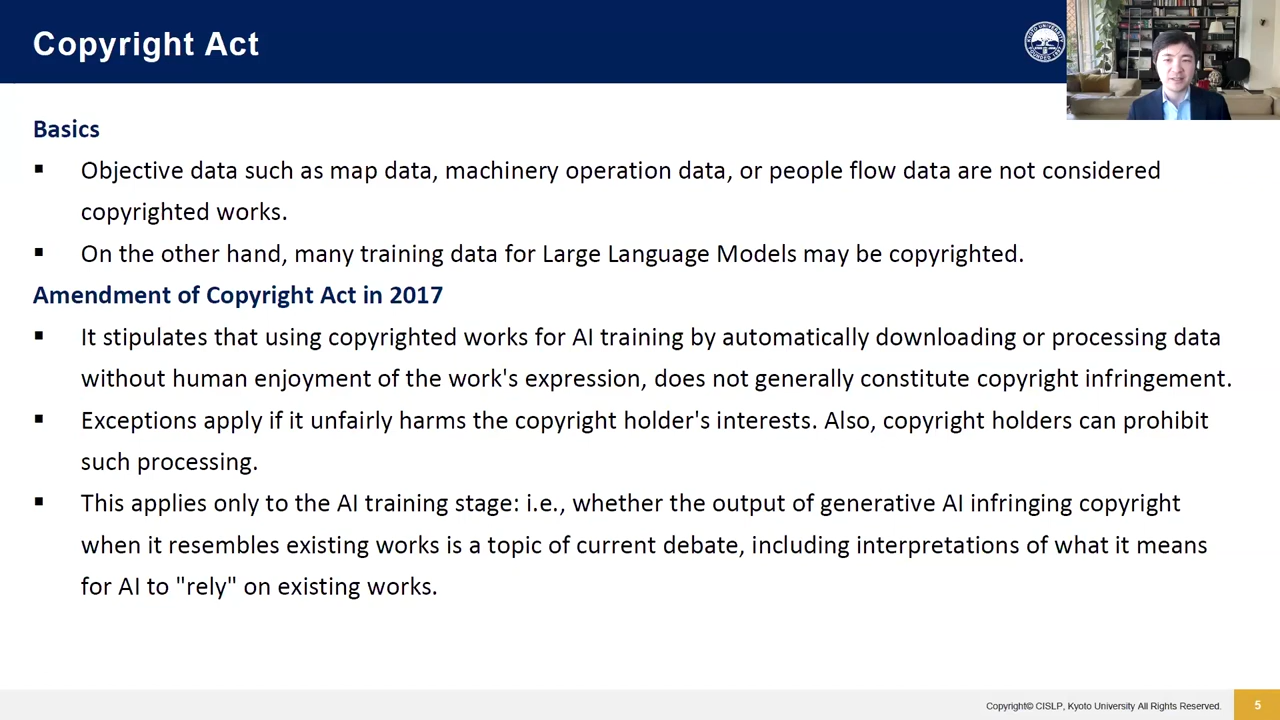 Copyright Act
KYOTO UNIVERSITY
FOUNDED 1897
Basics
▪ Objective data such as map data, machinery operation data, or people flow data are not considered
copyrighted works.
▪ On the other hand, many training data for Large Language Models may be copyrighted.
Amendment of Copyright Act in 2017
▪ It stipulates that using copyrighted works for AI training by automatically downloading or processing data
without human enjoyment of the work's expression, does not generally constitute copyright infringement.
▪ Exceptions apply if it unfairly harms the copyright holder's interests. Also, copyright holders can prohibit
such processing.
▪ This applies only to the AI training stage: i.e., whether the output of generative AI infringing copyright
when it resembles existing works is a topic of current debate, including interpretations of what it means
for AI to "rely" on existing works.
Copyright© CISLP, Kyoto University All Rights Reserved.
5